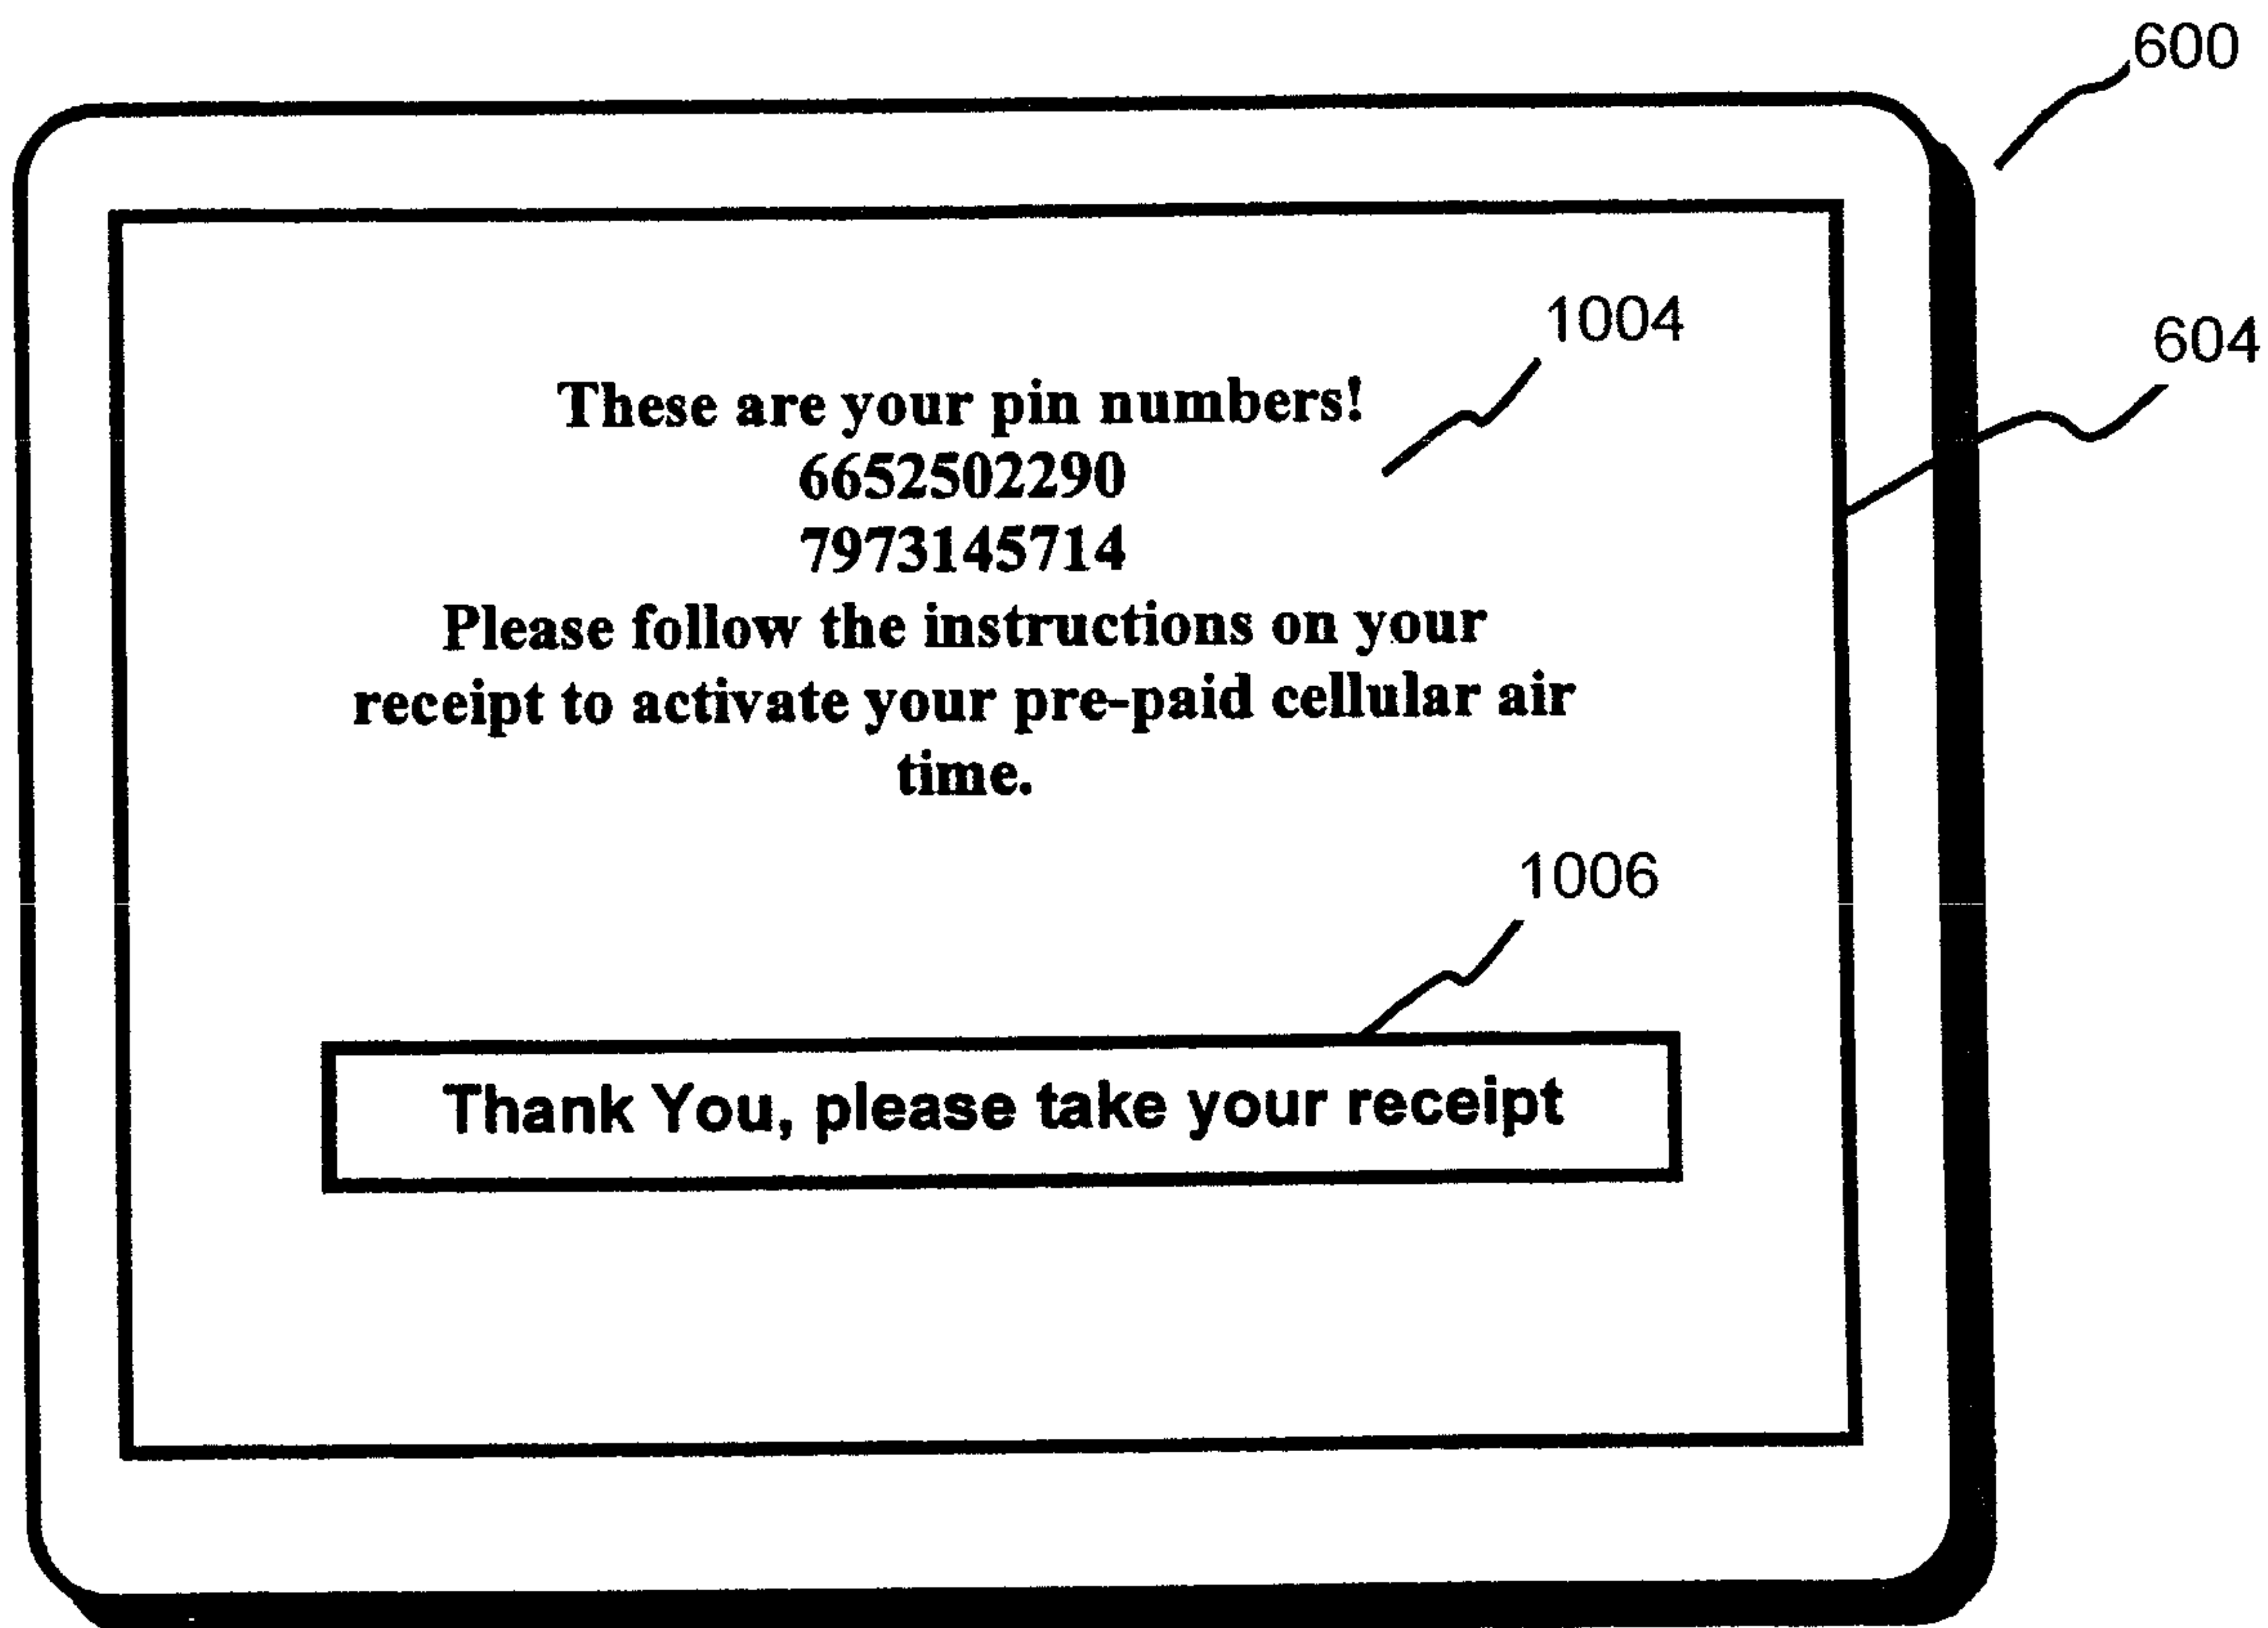 600
1004
604
These are your pin numbers!
6652502290
7973145714
Please follow the instructions on your
receipt to activate your pre-paid cellular air
time.
1006
Thank You, please take your receipt